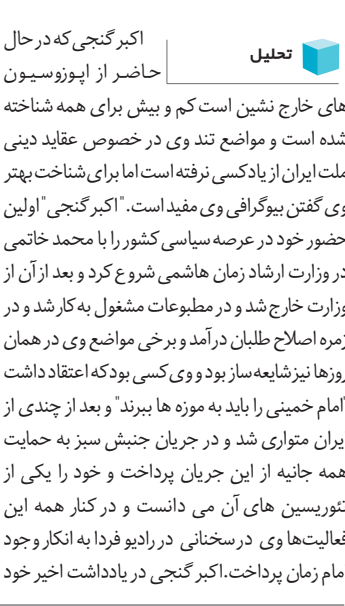 تحلیل
اکبر گنجی که در حال
حاضر از اپوزوسیون
های خارج نشین است کم و بیش برای همه شناخته
شده است و مواضع تند وی در خصوص عقاید دینی
ملت ایران از یاد کسی نرفته است اما برای شناخت بهتر
وی گفتن بیوگرافی وی مفید است. "اکبر گنجی" اولین
حضور خود در عرصه سیاسی کشور را با محمد خاتمی
در وزارت ارشاد زمان هاشمی شروع کرد و بعد از آن از
وزارت خارج شد و در مطبوعات مشغول به کار شد و در
زمره اصلاح طلبان درآمد و برخی مواضع وی در همان
روزها نیز شایعه ساز بود و وی کسی بود که اعتقاد داشت
"امام خمینی را باید به موزه ها ببرند" و بعد از چندی از
ایران متواری شد و در جریان جنبش سبز به حمایت
همه جانبه از این جریان پرداخت و خود را یکی از
تئوریسین های آن می دانست و در کنار همه این
فعالیت‌ها وی در سخنانی در رادیو فردا به انکار وجود
امام زمان پرداخت. اکبر گنجی در یادداشت اخیر خود